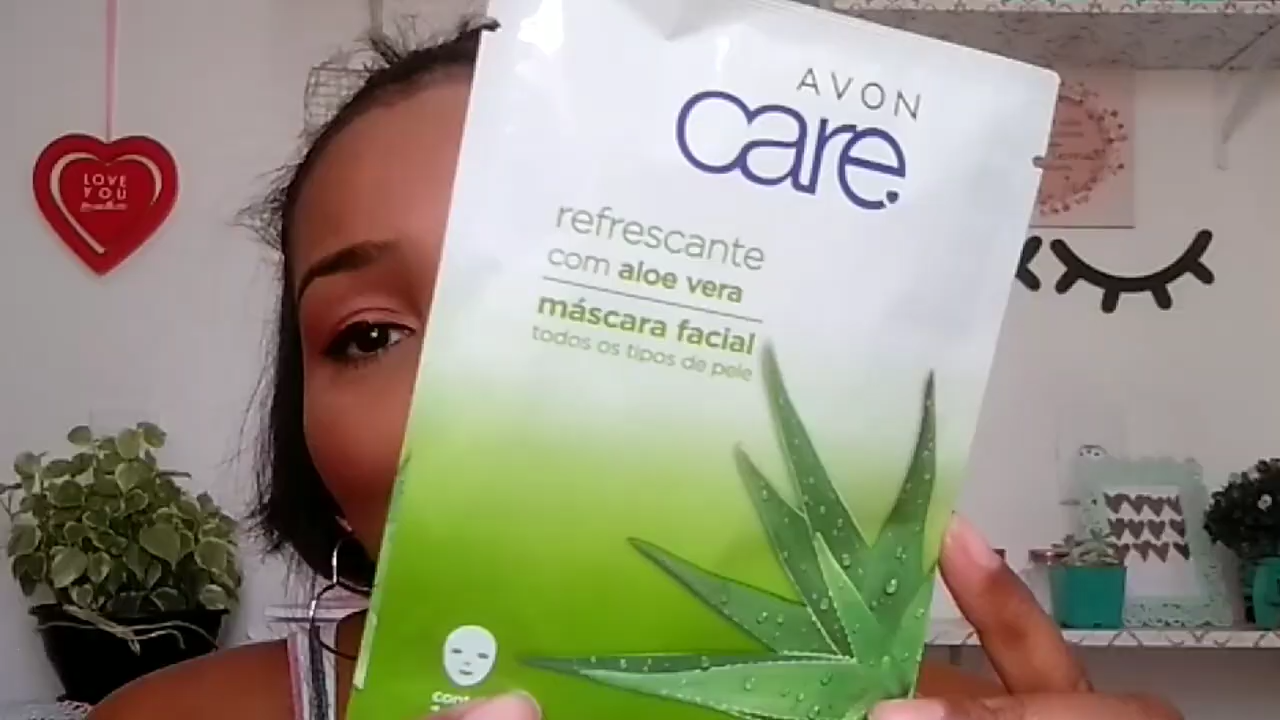 LOVE
YOU
AVON
care
refrescante
com aloe vera
máscara facial
todos os tipos de pele